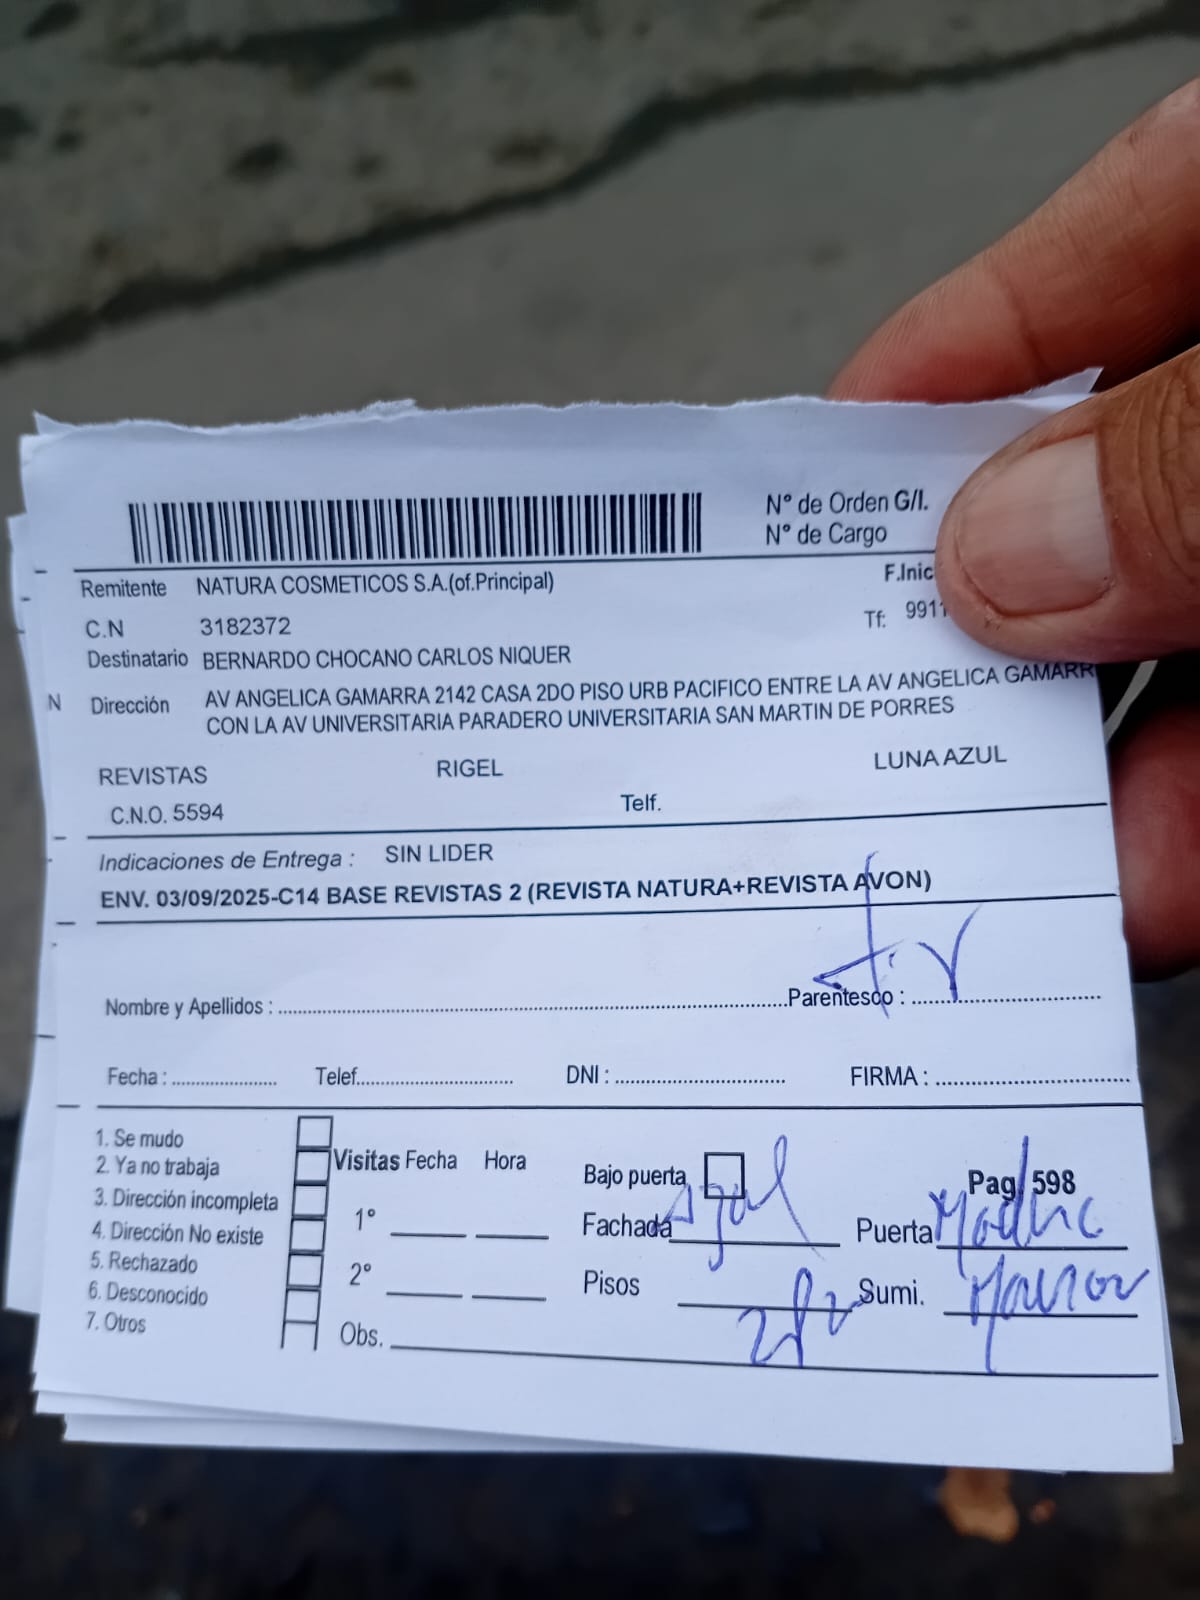 N° de Orden G/I.
N° de Cargo
Remitente NATURA COSMETICOS S.A.(of.Principal) F.Inic
C.N 3182372 Tf: 991
Destinatario BERNARDO CHOCANO CARLOS NIQUER
N Dirección AV ANGELICA GAMARRA 2142 CASA 2DO PISO URB PACIFICO ENTRE LA AV ANGELICA GAMARR
CON LA AV UNIVERSITARIA PARADERO UNIVERSITARIA SAN MARTIN DE PORRES
REVISTAS RIGEL LUNA AZUL
C.N.O. 5594 Telf.
Indicaciones de Entrega : SIN LIDER
ENV. 03/09/2025-C14 BASE REVISTAS 2 (REVISTA NATURA+REVISTA AVON)
Nombre y Apellidos : Parentesco :
Fecha : Telef. DNI : FIRMA :
1. Se mudo
2. Ya no trabaja
3. Dirección incompleta
4. Dirección No existe
5. Rechazado
6. Desconocido
7. Otros
Visitas Fecha Hora
1°
2°
Obs.
Bajo puerta Pag. 598
Fachada Puerta
Pisos Sumi.